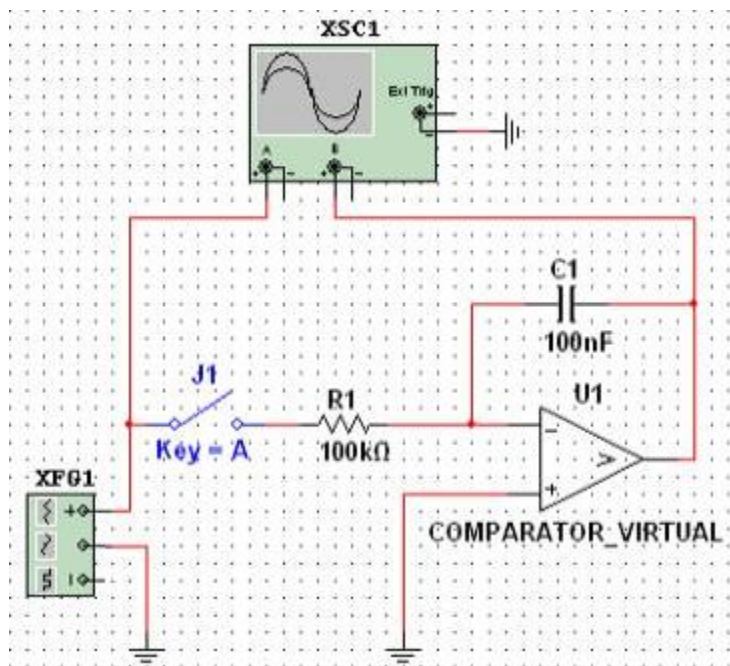 XSC1
Ext Trig
+
−
A
B
+ −
+ −
C1
100nF
J1
Key = A
R1
100kΩ
U1
−
+
COMPARATOR_VIRTUAL
XFG1
+